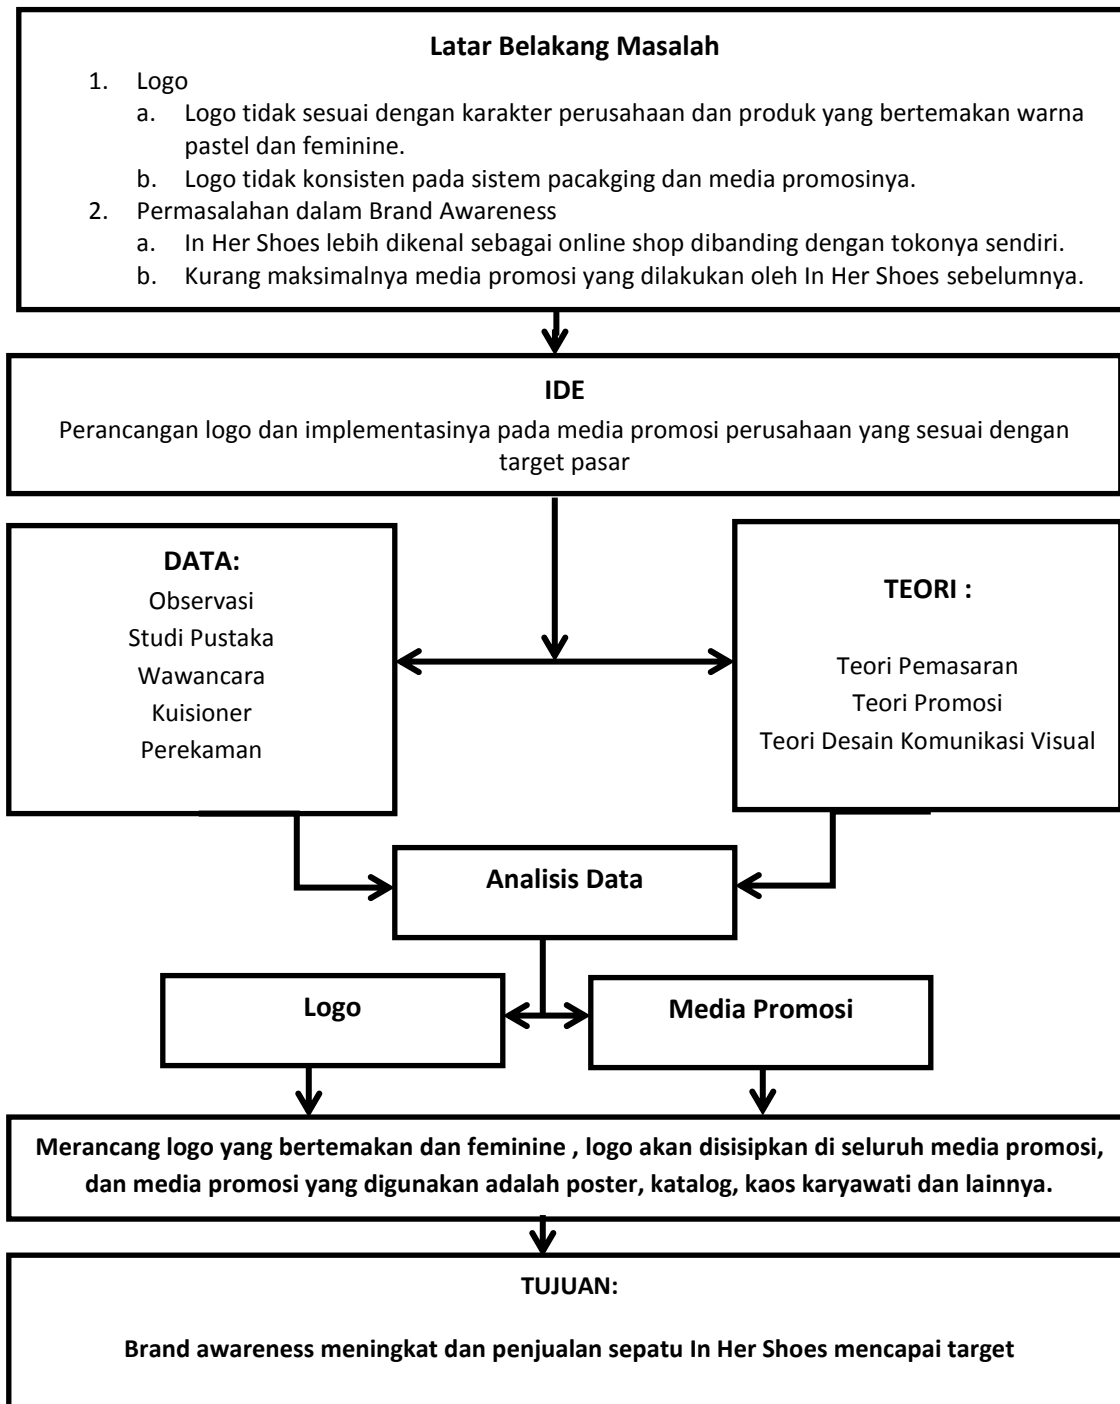 Latar Belakang Masalah
1. Logo
a. Logo tidak sesuai dengan karakter perusahaan dan produk yang bertemakan warna
pastel dan feminine.
b. Logo tidak konsisten pada sistem pacakging dan media promosinya.
2. Permasalahan dalam Brand Awareness
a. In Her Shoes lebih dikenal sebagai online shop dibanding dengan tokonya sendiri.
b. Kurang maksimalnya media promosi yang dilakukan oleh In Her Shoes sebelumnya.
IDE
Perancangan logo dan implementasinya pada media promosi perusahaan yang sesuai dengan
target pasar
DATA:
Observasi
Studi Pustaka
Wawancara
Kuisioner
Perekaman
TEORI :
Teori Pemasaran
Teori Promosi
Teori Desain Komunikasi Visual
Analisis Data
Logo
Media Promosi
Merancang logo yang bertemakan dan feminine , logo akan disisipkan di seluruh media promosi,
dan media promosi yang digunakan adalah poster, katalog, kaos karyawati dan lainnya.
TUJUAN:
Brand awareness meningkat dan penjualan sepatu In Her Shoes mencapai target